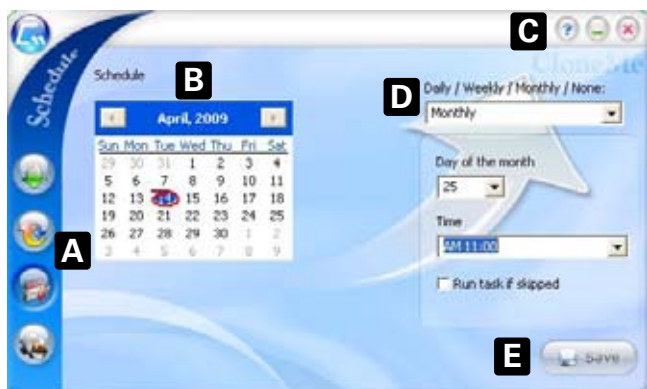 C
?
Schedule
CloneMe
Schedule
B
D
Daily / Weekly / Monthly / None:
Monthly
April, 2009
Sun Mon Tue Wed Thu Fri Sat
29 30 31 1 2 3 4
5 6 7 8 9 10 11
12 13 14 15 16 17 18
19 20 21 22 23 24 25
26 27 28 29 30 1 2
3 4 5 6 7 8 9
A
Day of the month
25
Time
AM 11:00
Run task if skipped
E
Save